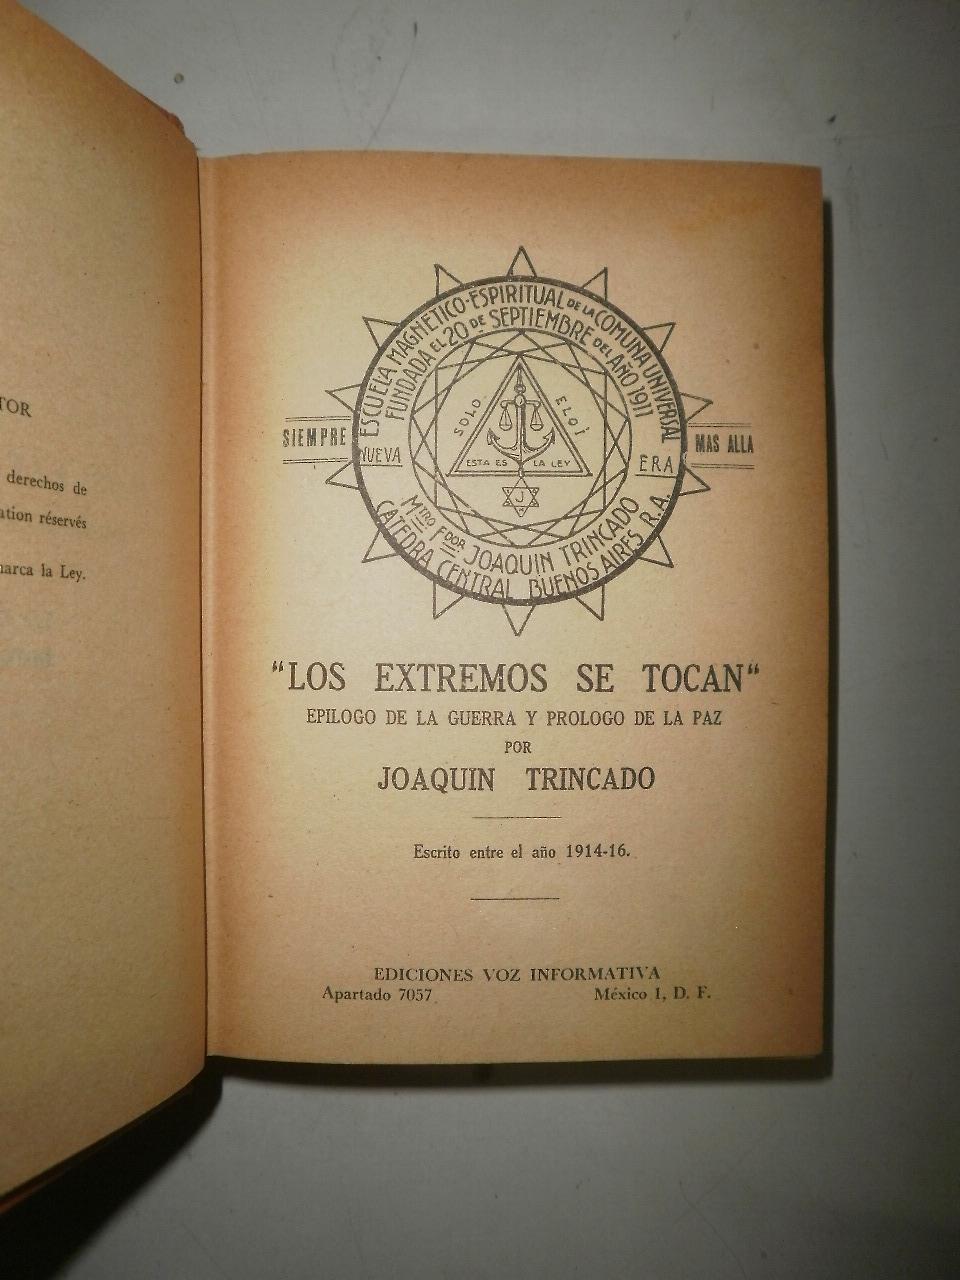 TOR
derechos de
ation réservés
marca la Ley.
ESCUELA MAGNETICO-ESPIRITUAL DE LA COMUNA UNIVERSAL
FUNDADA EL 20 DE SEPTIEMBRE DEL AÑO 1911
SIEMPRE
MAS ALLA
NUEVA
ERA
SOLO ELOÏ
ESTA ES LA LEY
J
Mtro Fdor JOAQUIN TRINCADO
CATEDRA CENTRAL BUENOS AIRES R.A.
"LOS EXTREMOS SE TOCAN"
EPILOGO DE LA GUERRA Y PROLOGO DE LA PAZ
POR
JOAQUIN TRINCADO
Escrito entre el año 1914-16.
EDICIONES VOZ INFORMATIVA
Apartado 7057 México 1, D. F.